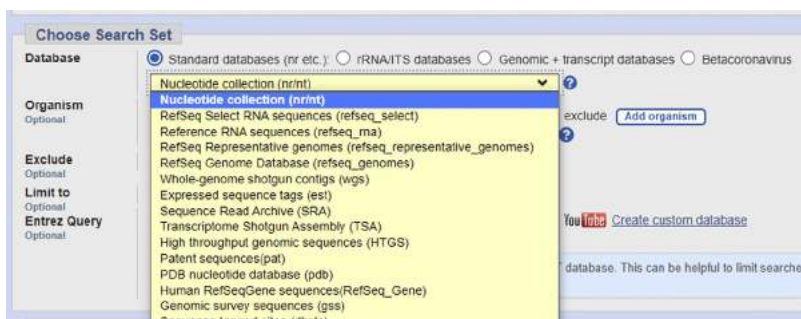 Choose Search Set
Database
Standard databases (nr etc.): rRNA/ITS databases Genomic + transcript databases Betacoronavirus
Nucleotide collection (nr/nt)
Nucleotide collection (nr/nt)
Organism
Optional
RefSeq Select RNA sequences (refseq_select)
exclude Add organism
Reference RNA sequences (refseq_rna)
RefSeq Representative genomes (refseq_representative_genomes)
Exclude
Optional
RefSeq Genome Database (refseq_genomes)
Whole-genome shotgun contigs (wgs)
Limit to
Optional
Expressed sequence tags (est)
Sequence Read Archive (SRA)
Entrez Query
Optional
Transcriptome Shotgun Assembly (TSA)
YouTube Create custom database
High throughput genomic sequences (HTGS)
Patent sequences(pat)
PDB nucleotide database (pdb)
database. This can be helpful to limit searche
Human RefSeqGene sequences(RefSeq_Gene)
Genomic survey sequences (gss)